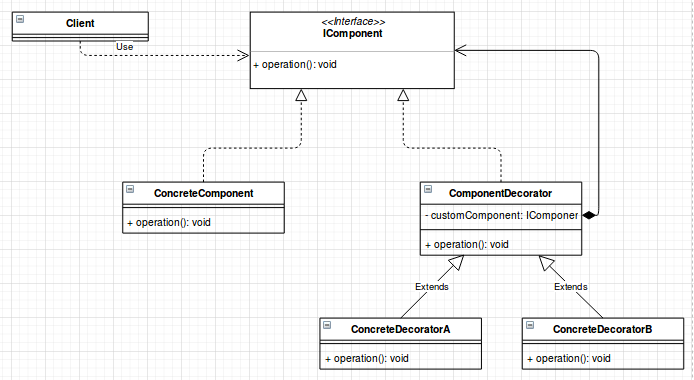 Client
<<Interface>>
IComponent
Use
+ operation(): void
ConcreteComponent
+ operation(): void
ComponentDecorator
- customComponent: IComponer
+ operation(): void
Extends
Extends
ConcreteDecoratorA
+ operation(): void
ConcreteDecoratorB
+ operation(): void